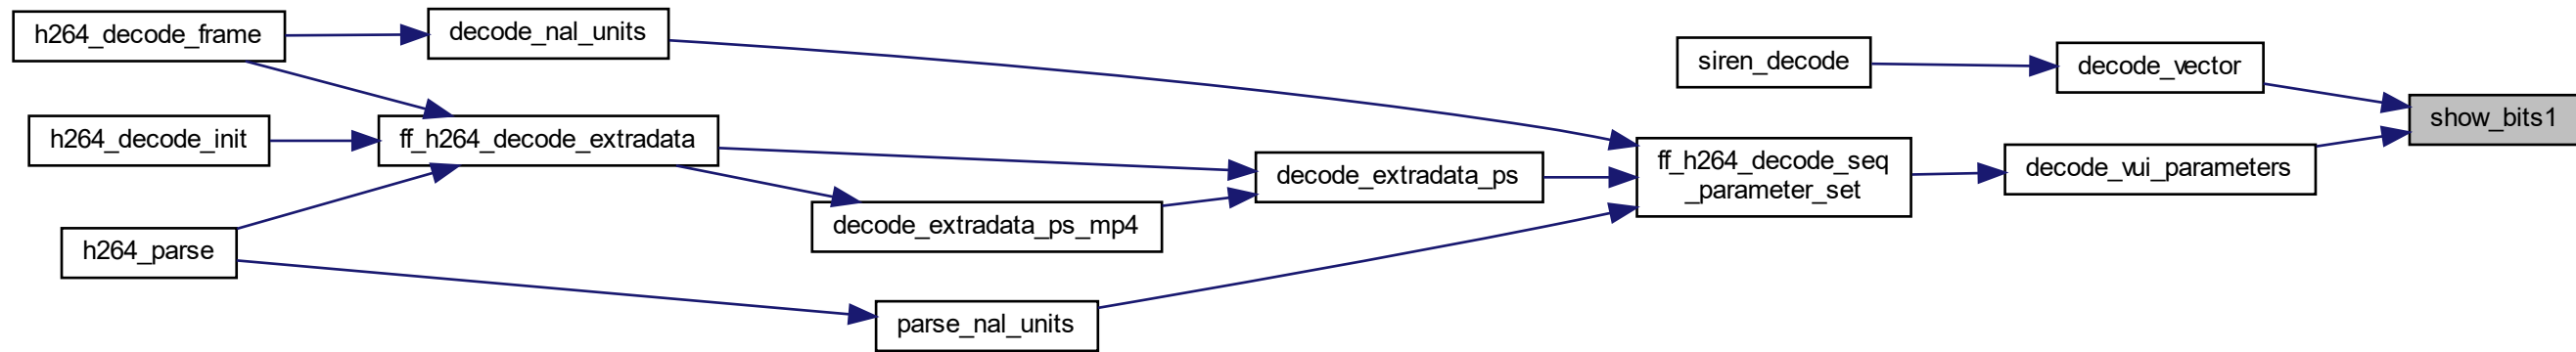 h264_decode_frame
decode_nal_units
siren_decode
decode_vector
show_bits1
h264_decode_init
ff_h264_decode_extradata
decode_extradata_ps
ff_h264_decode_seq
_parameter_set
decode_vui_parameters
decode_extradata_ps_mp4
h264_parse
parse_nal_units